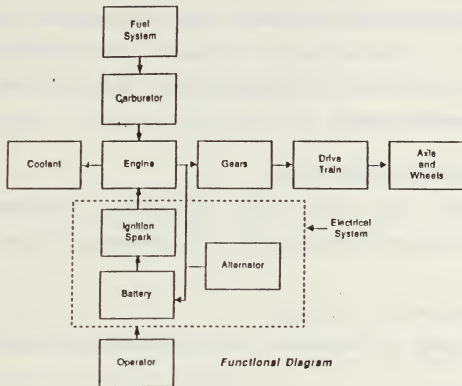 Fuel
System
Carburetor
Coolant
Engine
Gears
Drive
Train
Axle
and
Wheels
Ignition
Spark
Electrical
System
Alternator
Battery
Operator
Functional Diagram